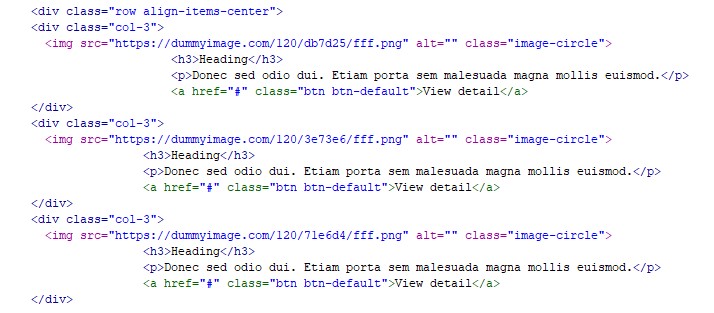 <div class="row align-items-center">
<div class="col-3">
<img src="https://dummyimage.com/120/db7d25/fff.png" alt="" class="image-circle">
<h3>Heading</h3>
<p>Donec sed odio dui. Etiam porta sem malesuada magna mollis euismod.</p>
<a href="#" class="btn btn-default">View detail</a>
</div>
<div class="col-3">
<img src="https://dummyimage.com/120/3e73e6/fff.png" alt="" class="image-circle">
<h3>Heading</h3>
<p>Donec sed odio dui. Etiam porta sem malesuada magna mollis euismod.</p>
<a href="#" class="btn btn-default">View detail</a>
</div>
<div class="col-3">
<img src="https://dummyimage.com/120/71e6d4/fff.png" alt="" class="image-circle">
<h3>Heading</h3>
<p>Donec sed odio dui. Etiam porta sem malesuada magna mollis euismod.</p>
<a href="#" class="btn btn-default">View detail</a>
</div>